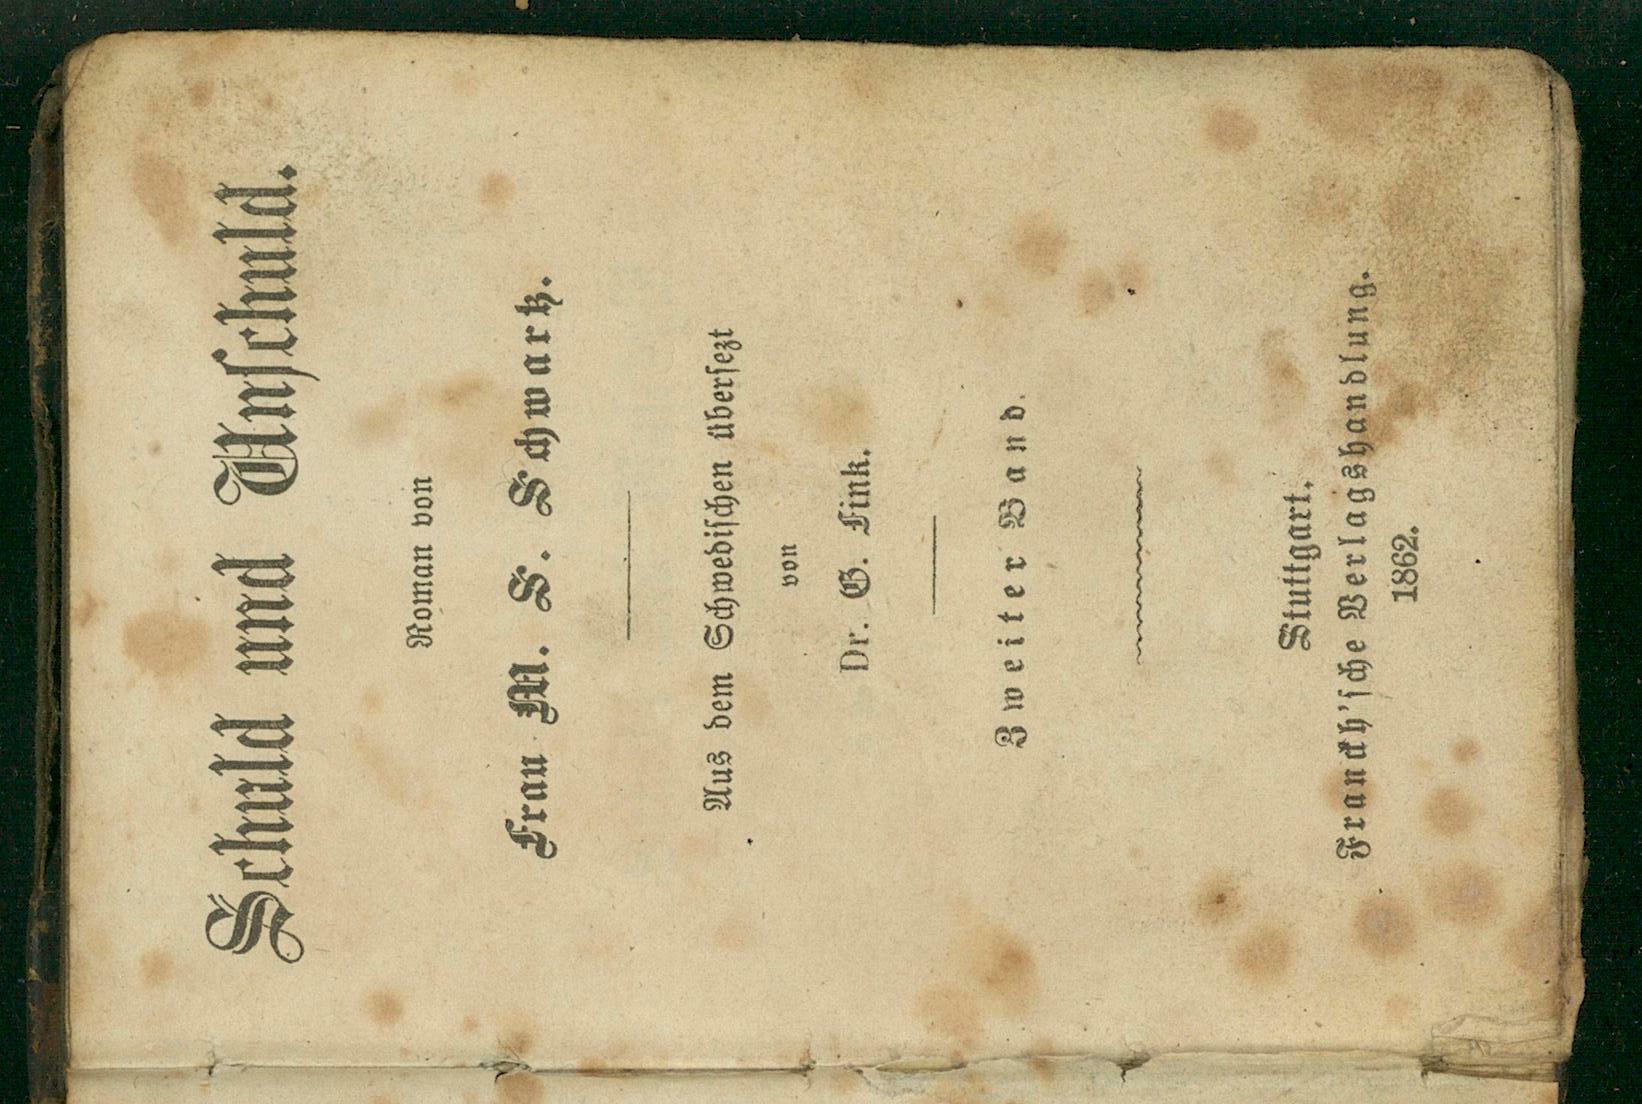 Schuld und Unschuld.
Roman von
Frau M. S. Schwartz.
Aus dem Schwedischen übersezt
von
Dr. G. Fink.
Zweiter Band.
Stuttgart.
Franckh'sche Verlagshandlung.
1862.